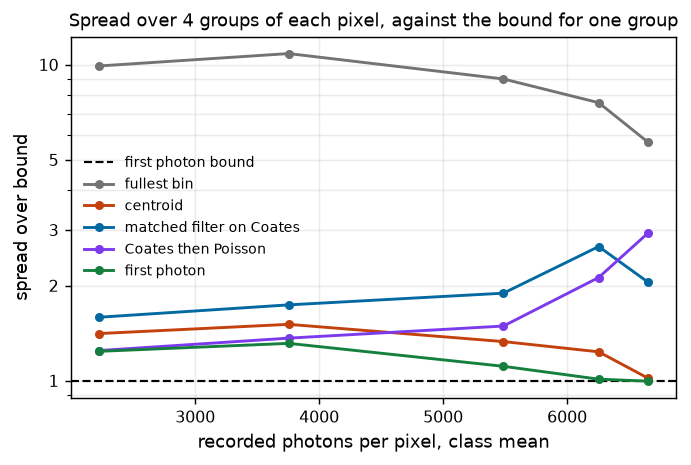 Spread over 4 groups of each pixel, against the bound for one group
spread over bound
10
5
3
2
1
first photon bound
fullest bin
centroid
matched filter on Coates
Coates then Poisson
first photon
3000
4000
5000
6000
recorded photons per pixel, class mean